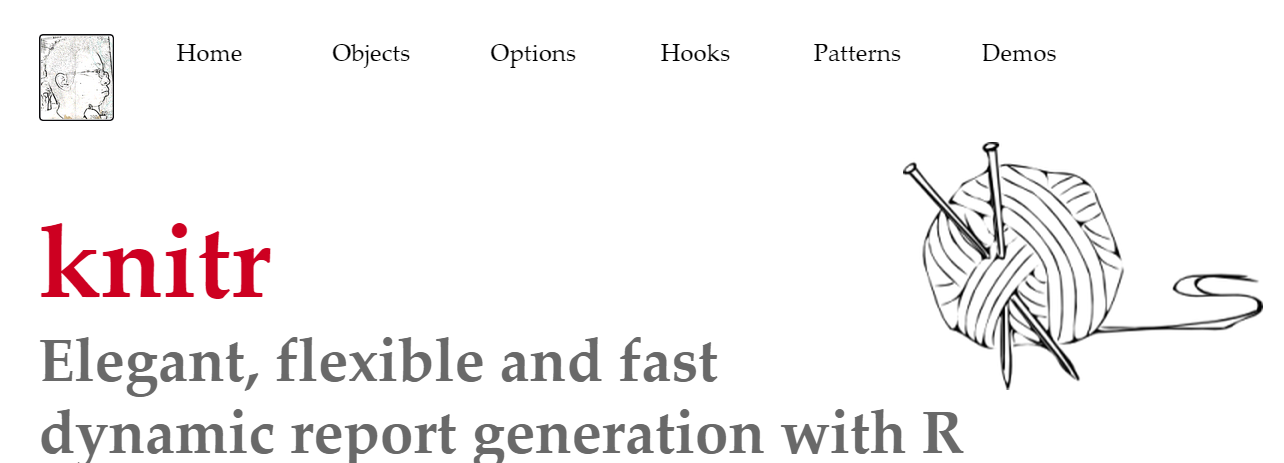 Home Objects Options Hooks Patterns Demos
knitr
Elegant, flexible and fast
dynamic report generation with R